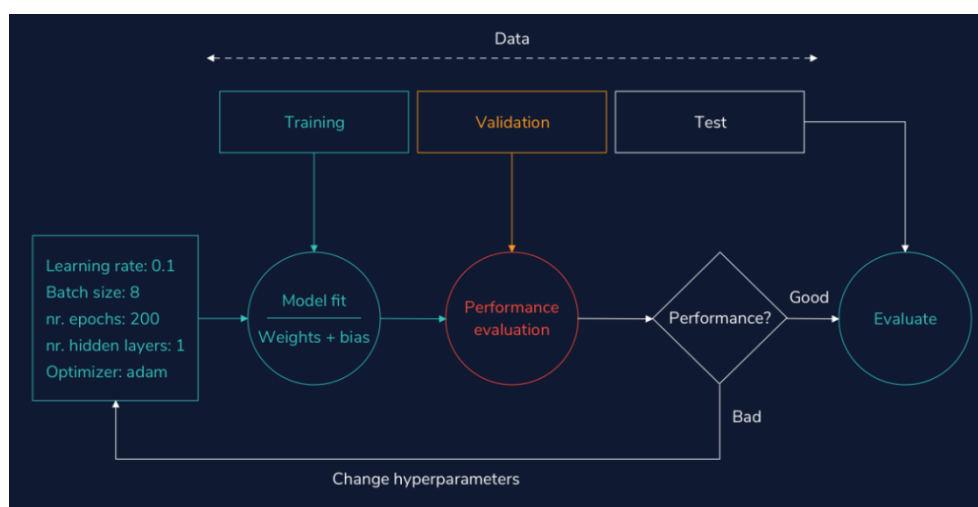 Data
Training
Validation
Test
Learning rate: 0.1
Batch size: 8
nr. epochs: 200
nr. hidden layers: 1
Optimizer: adam
Model fit
Weights + bias
Performance
evaluation
Performance?
Good
Evaluate
Bad
Change hyperparameters